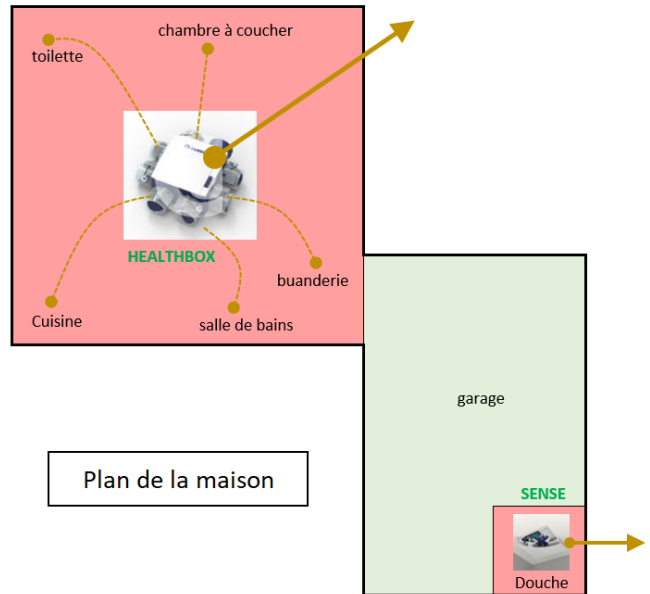 chambre à coucher
toilette
HEALTHBOX
buanderie
Cuisine
salle de bains
garage
Plan de la maison
SENSE
Douche